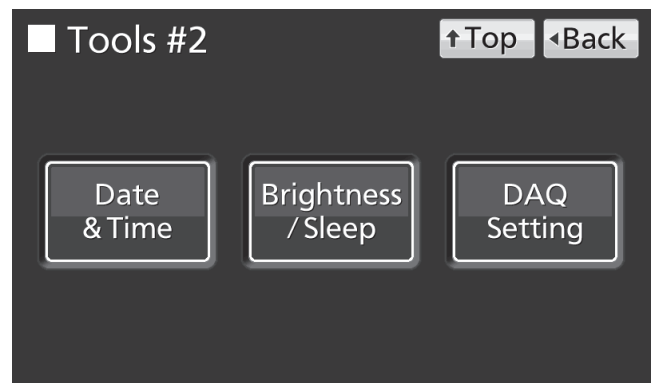 Tools #2
Top
Back
Date
& Time
Brightness
/ Sleep
DAQ
Setting